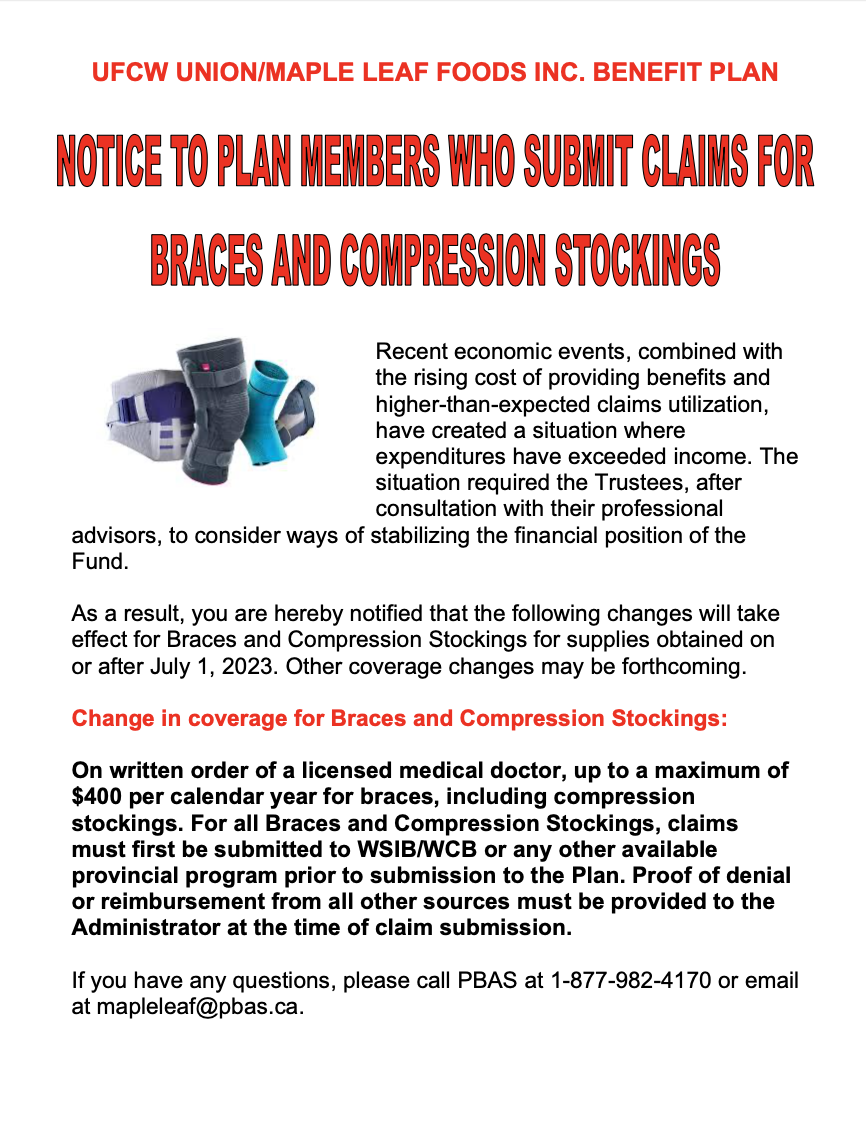 UFCW UNION/MAPLE LEAF FOODS INC. BENEFIT PLAN
NOTICE TO PLAN MEMBERS WHO SUBMIT CLAIMS FOR
BRACES AND COMPRESSION STOCKINGS
Recent economic events, combined with
the rising cost of providing benefits and
higher-than-expected claims utilization,
have created a situation where
expenditures have exceeded income. The
situation required the Trustees, after
consultation with their professional
advisors, to consider ways of stabilizing the financial position of the
Fund.
As a result, you are hereby notified that the following changes will take
effect for Braces and Compression Stockings for supplies obtained on
or after July 1, 2023. Other coverage changes may be forthcoming.
Change in coverage for Braces and Compression Stockings:
On written order of a licensed medical doctor, up to a maximum of
$400 per calendar year for braces, including compression
stockings. For all Braces and Compression Stockings, claims
must first be submitted to WSIB/WCB or any other available
provincial program prior to submission to the Plan. Proof of denial
or reimbursement from all other sources must be provided to the
Administrator at the time of claim submission.
If you have any questions, please call PBAS at 1-877-982-4170 or email
at mapleleaf@pbas.ca.